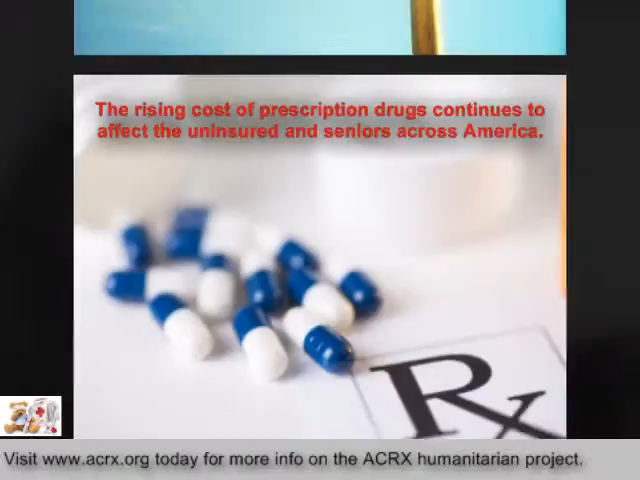 The rising cost of prescription drugs continues to
affect the uninsured and seniors across America.
Rx
Visit www.acrx.org today for more info on the ACRX humanitarian project.